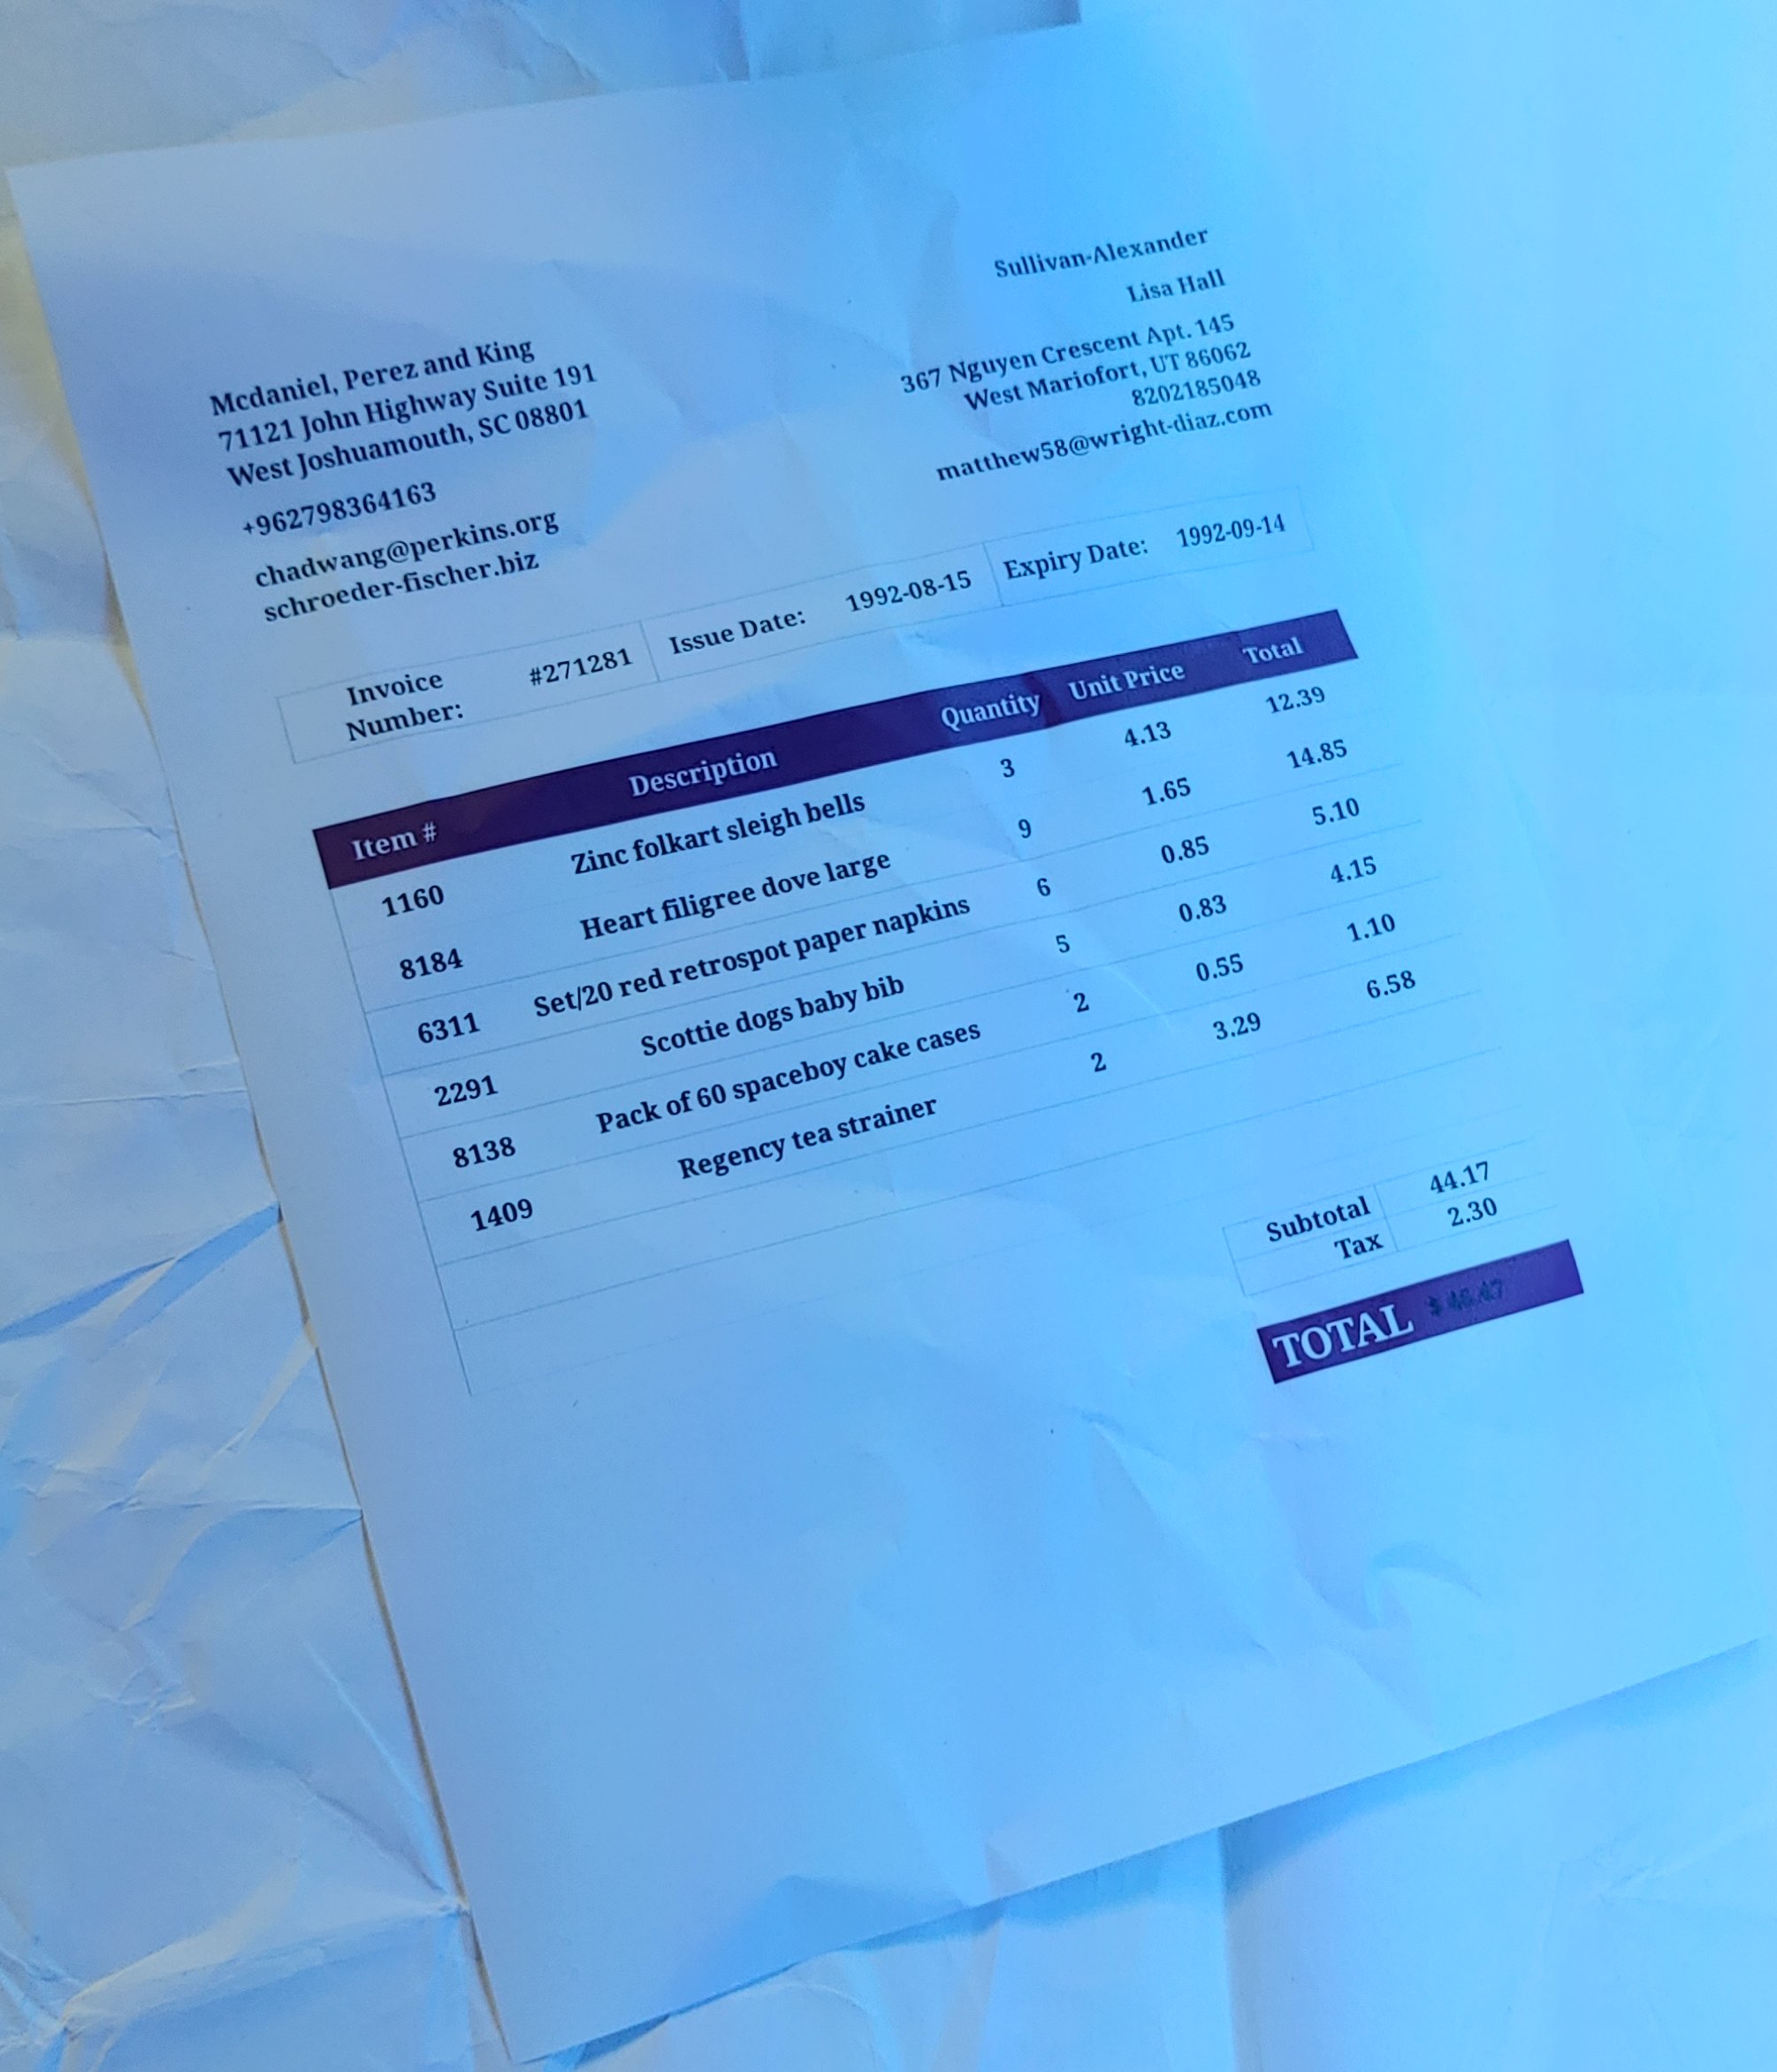 Sullivan-Alexander
Lisa Hall
367 Nguyen Crescent Apt. 145
West Mariofort, UT 86062
8202185048
matthew58@wright-diaz.com
Mcdaniel, Perez and King
71121 John Highway Suite 191
West Joshuamouth, SC 08801
+962798364163
chadwang@perkins.org
schroeder-fischer.biz
Invoice Number: #271281 Issue Date: 1992-08-15 Expiry Date: 1992-09-14
Item # Description Quantity Unit Price Total
1160 Zinc folkart sleigh bells 3 4.13 12.39
8184 Heart filigree dove large 9 1.65 14.85
6311 Set/20 red retrospot paper napkins 6 0.85 5.10
2291 Scottie dogs baby bib 5 0.83 4.15
8138 Pack of 60 spaceboy cake cases 2 0.55 1.10
1409 Regency tea strainer 2 3.29 6.58
Subtotal 44.17
Tax 2.30
TOTAL $ 46.47